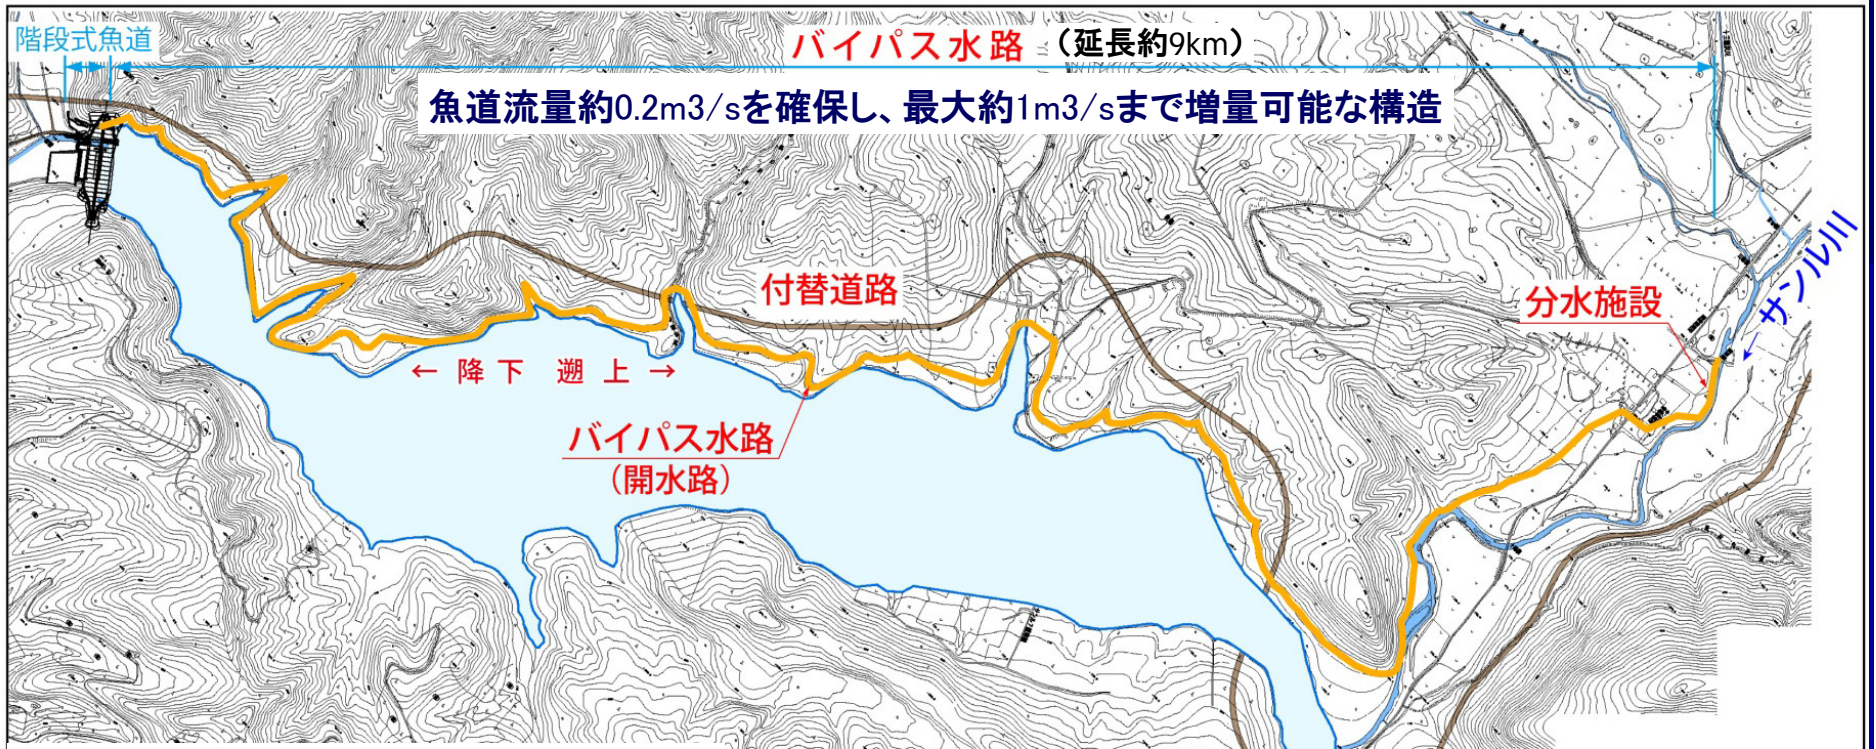 階段式魚道
バイパス水路 (延長約9km)
魚道流量約0.2m3/sを確保し、最大約1m3/sまで増量可能な構造
サンル川
←
付替道路
分水施設
← 降下 遡上 →
バイパス水路
(開水路)